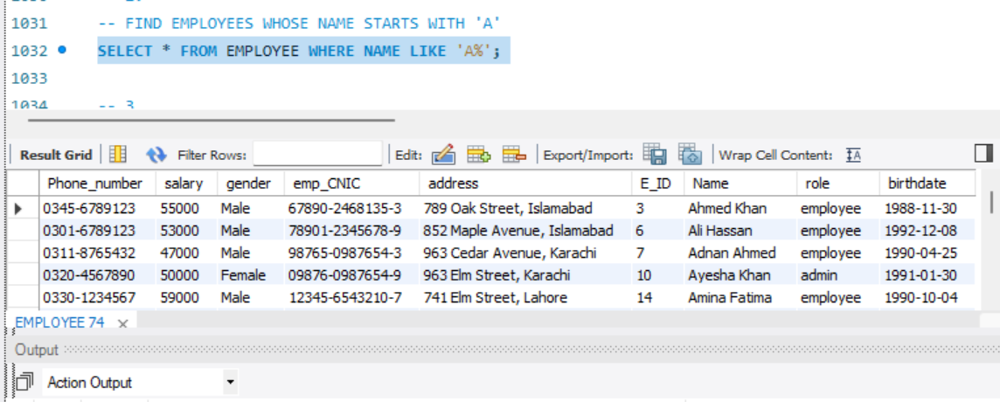 1031 -- FIND EMPLOYEES WHOSE NAME STARTS WITH 'A'
1032 SELECT * FROM EMPLOYEE WHERE NAME LIKE 'A%';
1033
1034 -- 3
Result Grid Filter Rows: Edit: Export/Import: Wrap Cell Content: IA
Phone_number salary gender emp_CNIC address E_ID Name role birthdate
0345-6789123 55000 Male 67890-2468135-3 789 Oak Street, Islamabad 3 Ahmed Khan employee 1988-11-30
0301-6789123 53000 Male 78901-2345678-9 852 Maple Avenue, Islamabad 6 Ali Hassan employee 1992-12-08
0311-8765432 47000 Male 98765-0987654-3 963 Cedar Avenue, Karachi 7 Adnan Ahmed employee 1990-04-25
0320-4567890 50000 Female 09876-0987654-9 963 Elm Street, Karachi 10 Ayesha Khan admin 1991-01-30
0330-1234567 59000 Male 12345-6543210-7 741 Elm Street, Lahore 14 Amina Fatima employee 1990-10-04
EMPLOYEE 74
Output
Action Output